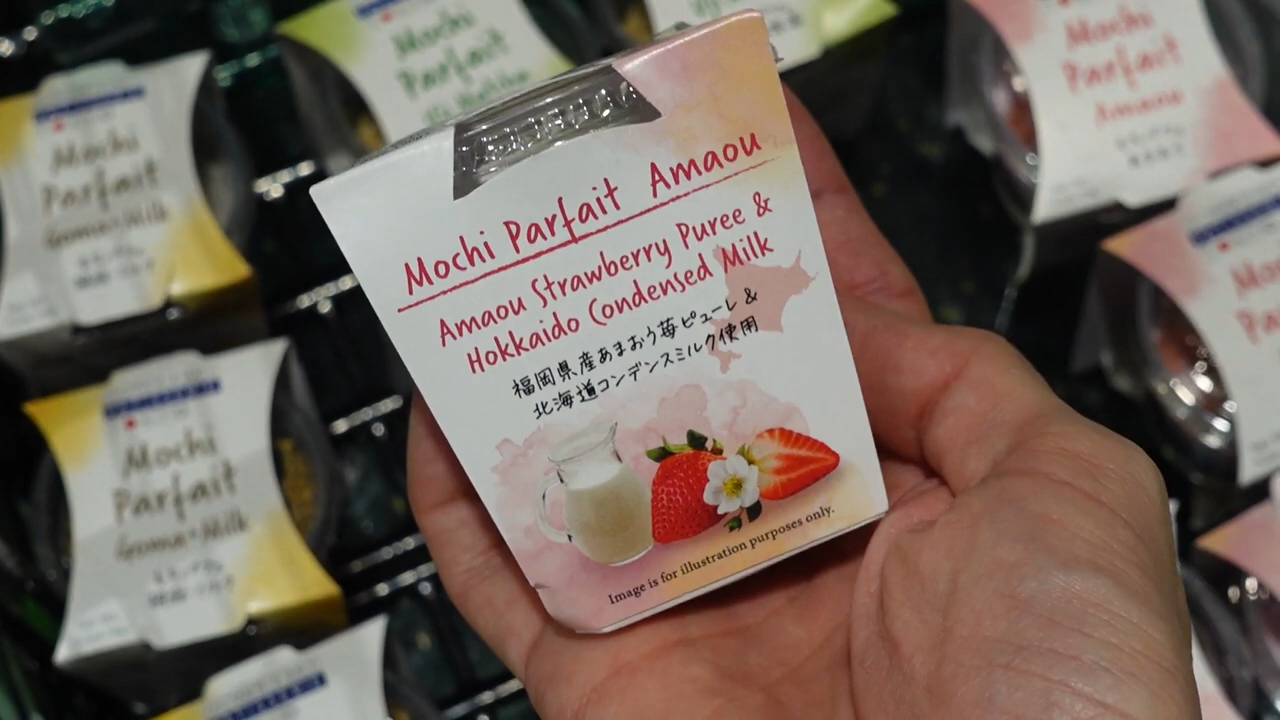 Mochi Parfait Amaou
Amaou Strawberry Puree &
Hokkaido Condensed Milk
福岡県産あまおう苺ピューレ &
北海道コンデンスミルク使用
Image is for illustration purposes only.
Mochi
Parfait
Goma+Milk
Mochi
Parfait
Mochi
Parfait
Amaou
Mochi
Parfait
Goma+Milk